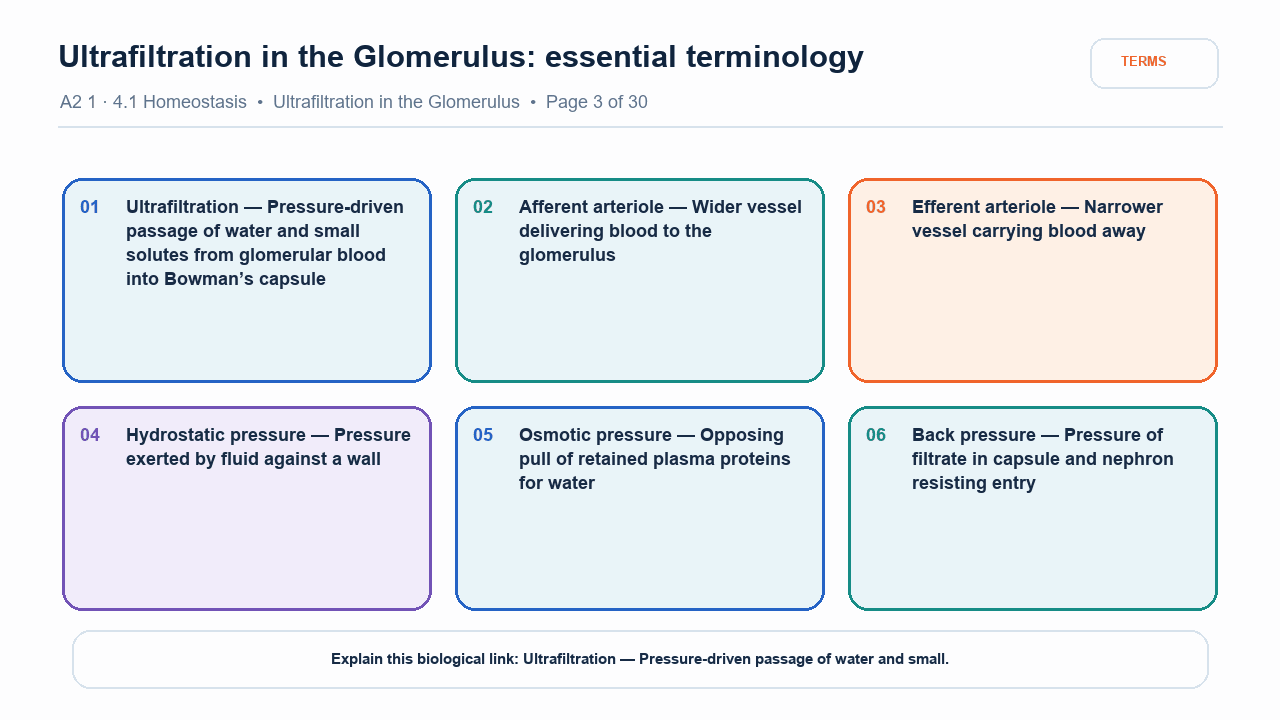 Ultrafiltration in the Glomerulus: essential terminology
TERMS
A2 1 · 4.1 Homeostasis • Ultrafiltration in the Glomerulus • Page 3 of 30
01
Ultrafiltration — Pressure-driven
passage of water and small
solutes from glomerular blood
into Bowman’s capsule
02
Afferent arteriole — Wider vessel
delivering blood to the
glomerulus
03
Efferent arteriole — Narrower
vessel carrying blood away
04
Hydrostatic pressure — Pressure
exerted by fluid against a wall
05
Osmotic pressure — Opposing
pull of retained plasma proteins
for water
06
Back pressure — Pressure of
filtrate in capsule and nephron
resisting entry
Explain this biological link: Ultrafiltration — Pressure-driven passage of water and small.